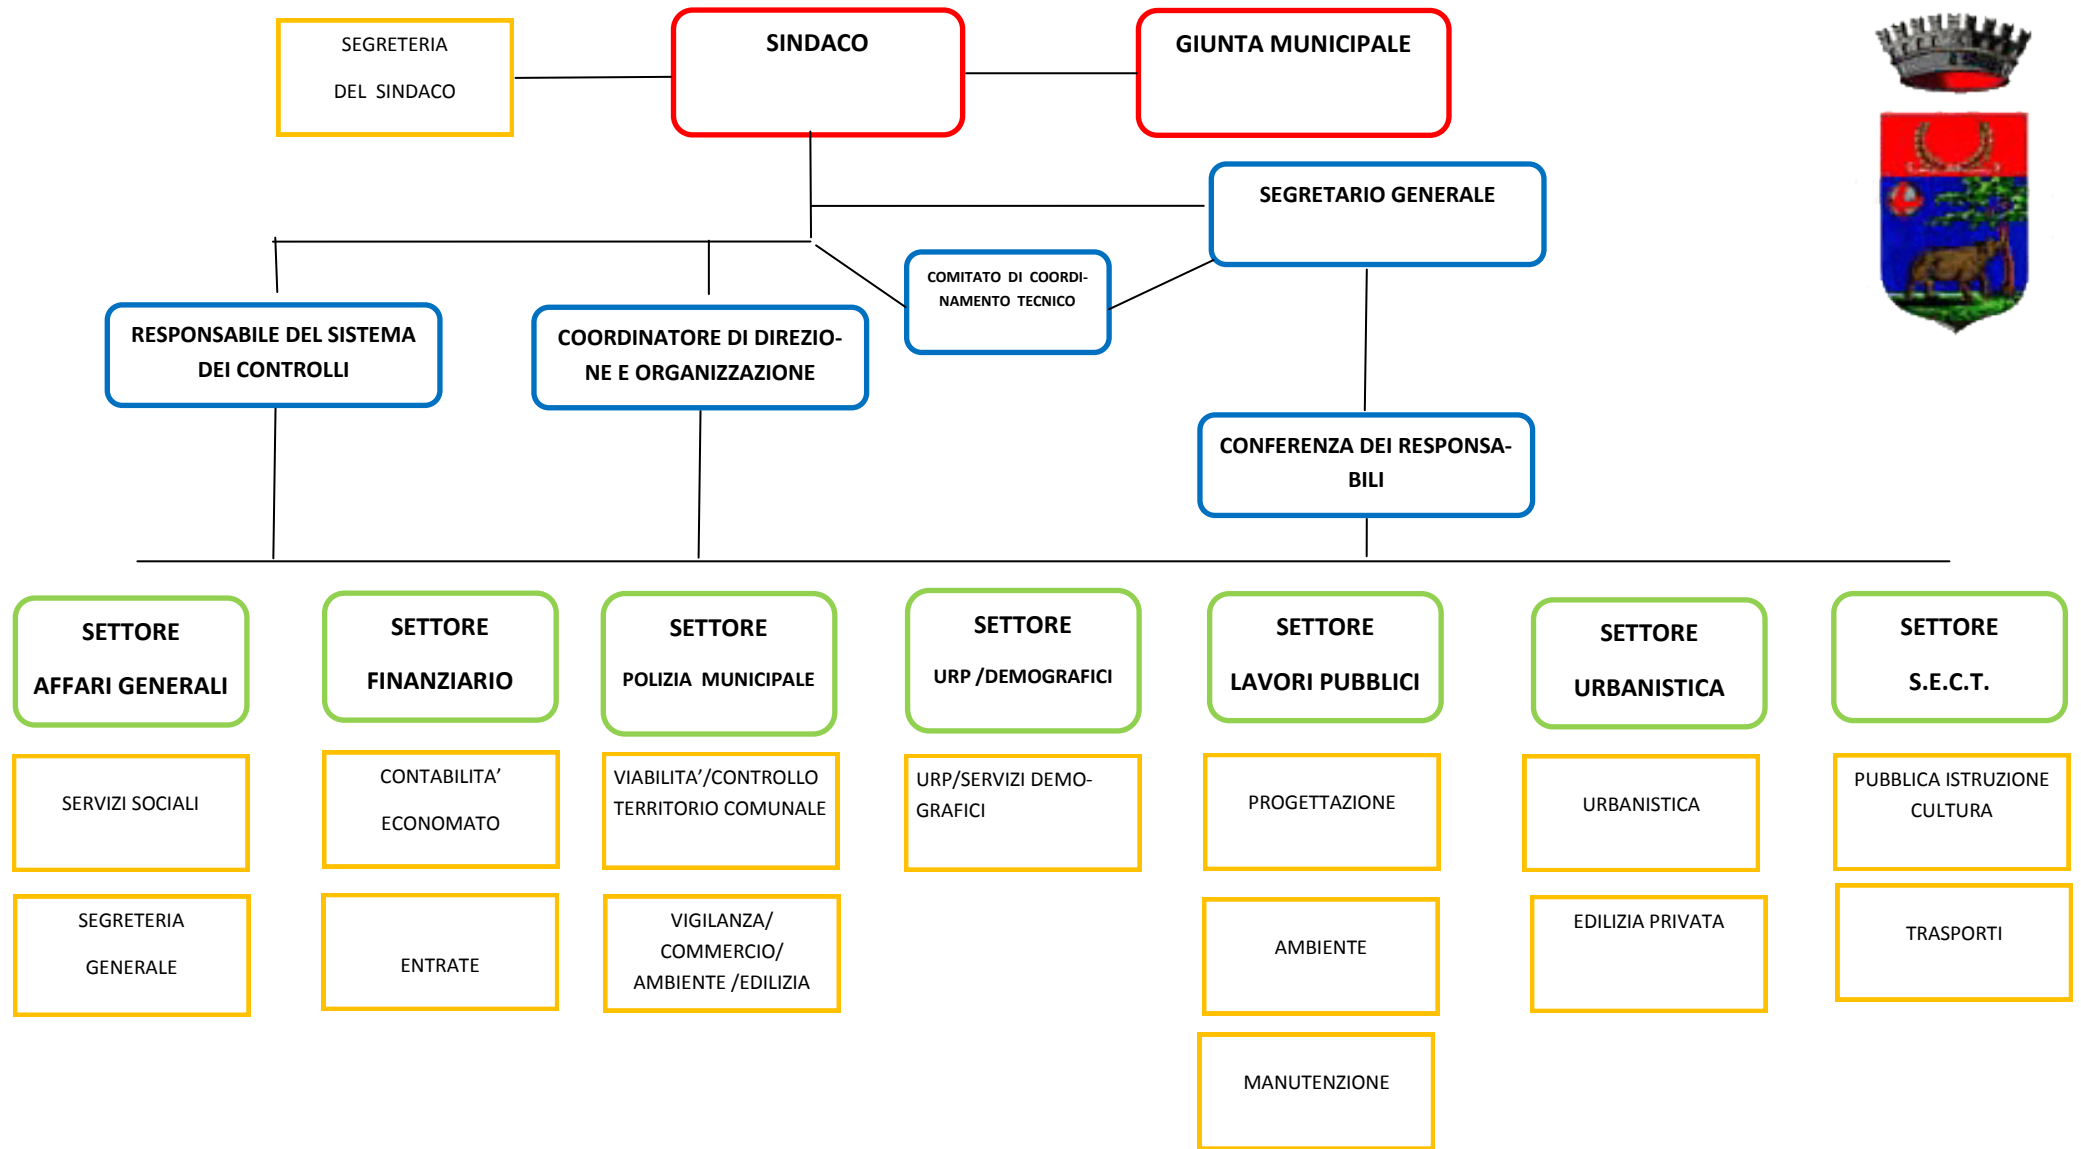 SEGRETERIA
DEL SINDACO
SINDACO
GIUNTA MUNICIPALE
SEGRETARIO GENERALE
COMITATO DI COORDI-
NAMENTO TECNICO
RESPONSABILE DEL SISTEMA
DEI CONTROLLI
COORDINATORE DI DIREZIO-
NE E ORGANIZZAZIONE
CONFERENZA DEI RESPONSA-
BILI
SETTORE
AFFARI GENERALI
SETTORE
FINANZIARIO
SETTORE
POLIZIA MUNICIPALE
SETTORE
URP /DEMOGRAFICI
SETTORE
LAVORI PUBBLICI
SETTORE
URBANISTICA
SETTORE
S.E.C.T.
SERVIZI SOCIALI
CONTABILITA’
ECONOMATO
VIABILITA’/CONTROLLO
TERRITORIO COMUNALE
URP/SERVIZI DEMO-
GRAFICI
PROGETTAZIONE
URBANISTICA
PUBBLICA ISTRUZIONE
CULTURA
SEGRETERIA
GENERALE
ENTRATE
VIGILANZA/
COMMERCIO/
AMBIENTE /EDILIZIA
AMBIENTE
EDILIZIA PRIVATA
TRASPORTI
MANUTENZIONE